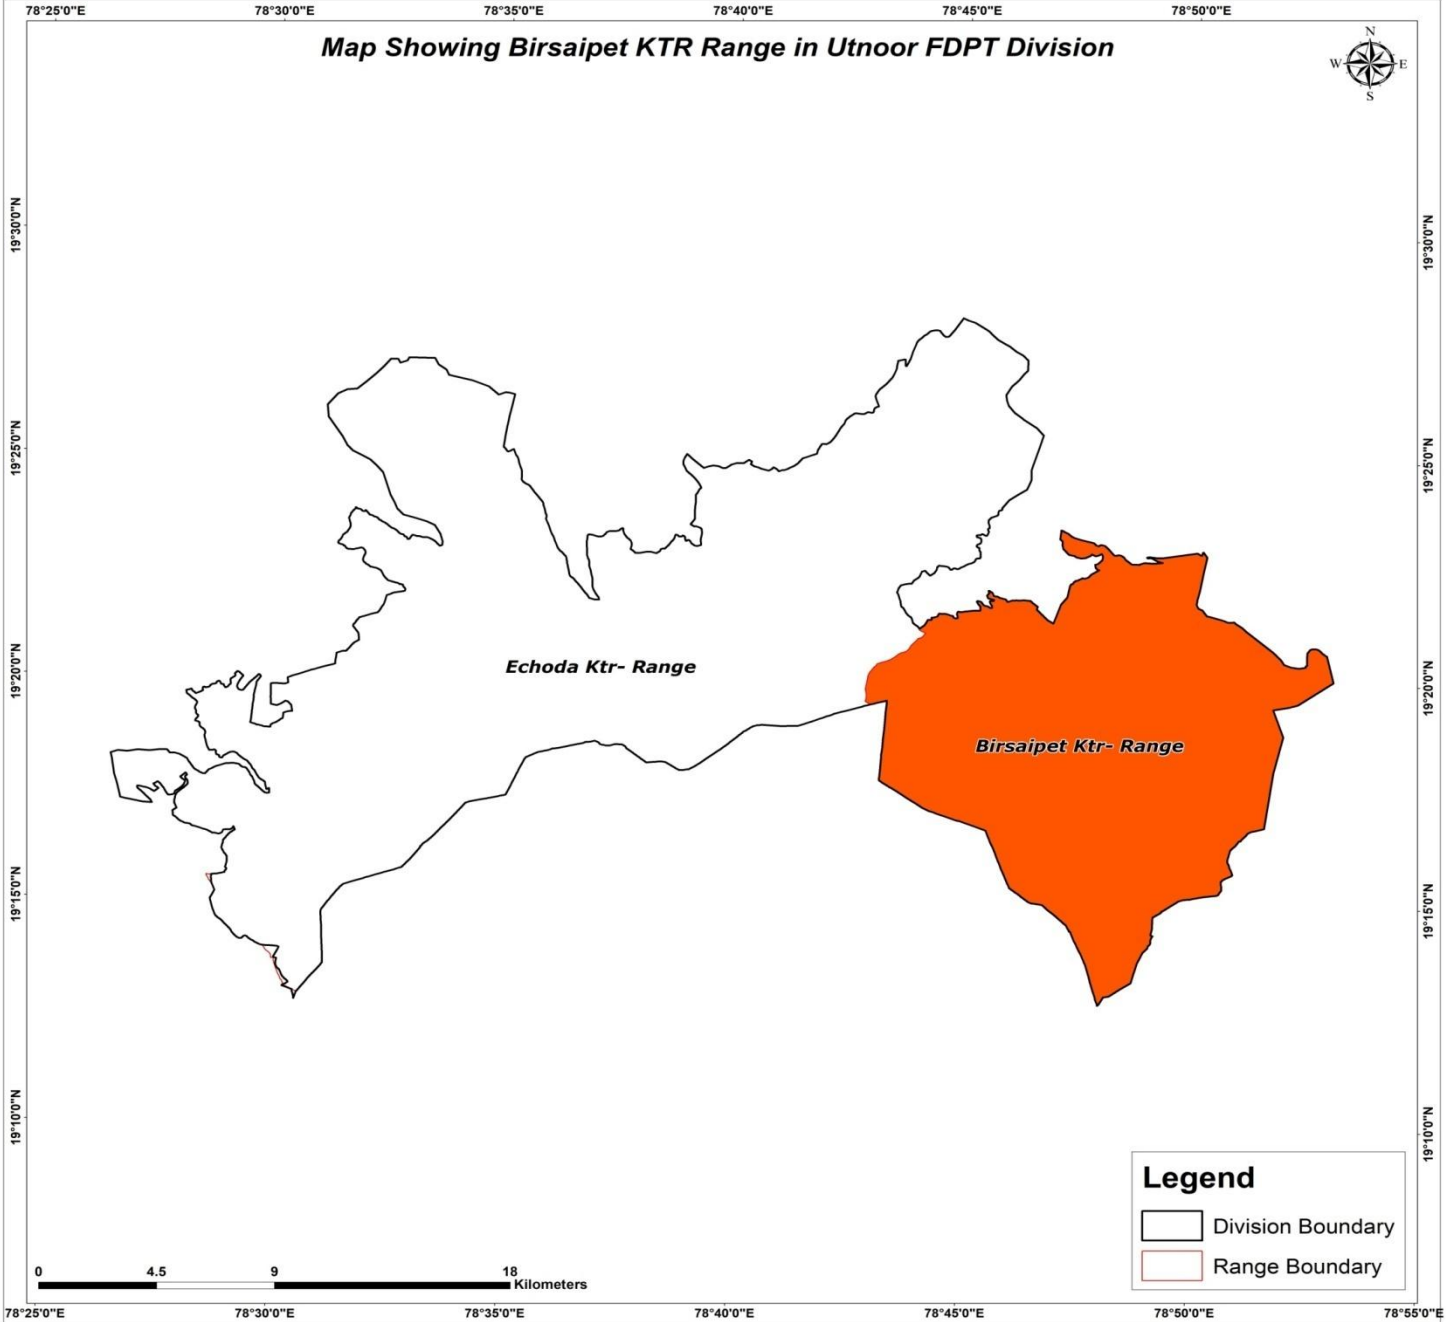 78°25'0"E 78°30'0"E 78°35'0"E 78°40'0"E 78°45'0"E 78°50'0"E
Map Showing Birsaipet KTR Range in Utnoor FDPT Division
N
W E
S
19°30'0"N 19°30'0"N
19°25'0"N 19°25'0"N
Echoda Ktr- Range
19°20'0"N 19°20'0"N
Birsaipet Ktr- Range
19°15'0"N 19°15'0"N
19°10'0"N 19°10'0"N
Legend
Division Boundary
Range Boundary
0 4.5 9 18
Kilometers
78°25'0"E 78°30'0"E 78°35'0"E 78°40'0"E 78°45'0"E 78°50'0"E 78°55'0"E